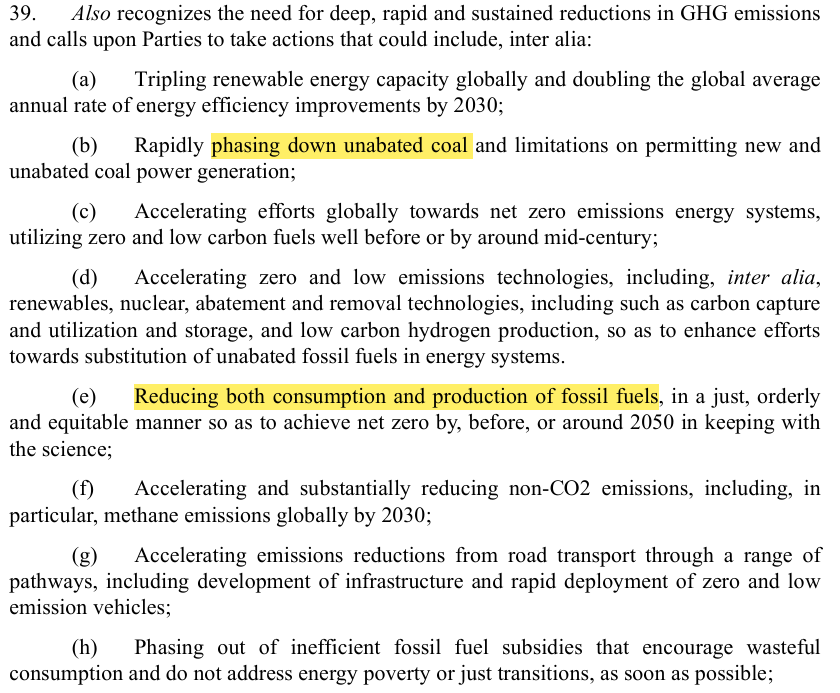 39. Also recognizes the need for deep, rapid and sustained reductions in GHG emissions
and calls upon Parties to take actions that could include, inter alia:
(a) Tripling renewable energy capacity globally and doubling the global average
annual rate of energy efficiency improvements by 2030;
(b) Rapidly phasing down unabated coal and limitations on permitting new and
unabated coal power generation;
(c) Accelerating efforts globally towards net zero emissions energy systems,
utilizing zero and low carbon fuels well before or by around mid-century;
(d) Accelerating zero and low emissions technologies, including, inter alia,
renewables, nuclear, abatement and removal technologies, including such as carbon capture
and utilization and storage, and low carbon hydrogen production, so as to enhance efforts
towards substitution of unabated fossil fuels in energy systems.
(e) Reducing both consumption and production of fossil fuels, in a just, orderly
and equitable manner so as to achieve net zero by, before, or around 2050 in keeping with
the science;
(f) Accelerating and substantially reducing non-CO2 emissions, including, in
particular, methane emissions globally by 2030;
(g) Accelerating emissions reductions from road transport through a range of
pathways, including development of infrastructure and rapid deployment of zero and low
emission vehicles;
(h) Phasing out of inefficient fossil fuel subsidies that encourage wasteful
consumption and do not address energy poverty or just transitions, as soon as possible;